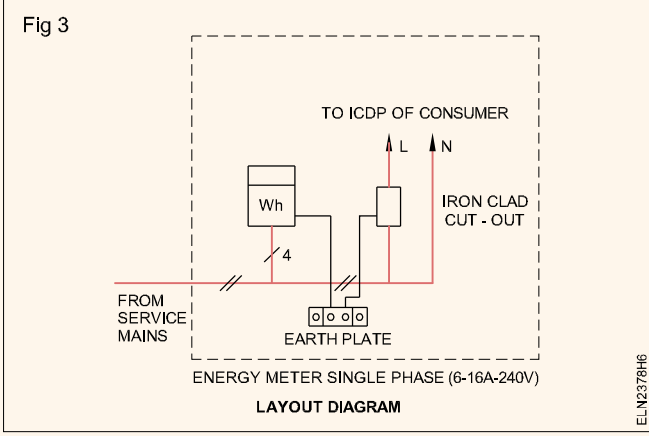 Fig 3
TO ICDP OF CONSUMER
L
N
Wh
IRON CLAD
CUT - OUT
4
FROM
SERVICE
MAINS
EARTH PLATE
ENERGY METER SINGLE PHASE (6-16A-240V)
LAYOUT DIAGRAM
ELN2378H6